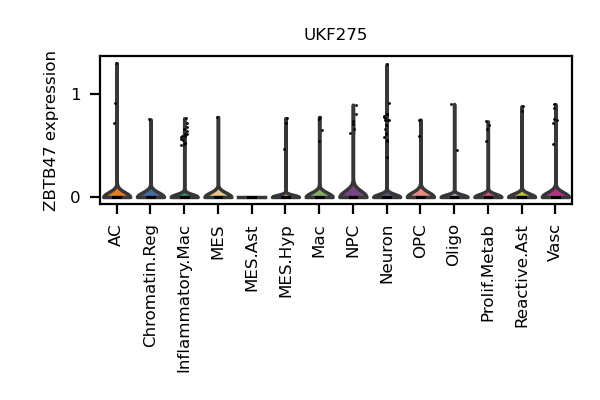 UKF275
ZBTB47 expression
1
0
AC
Chromatin.Reg
Inflammatory.Mac
MES
MES.Ast
MES.Hyp
Mac
NPC
Neuron
OPC
Oligo
Prolif.Metab
Reactive.Ast
Vasc